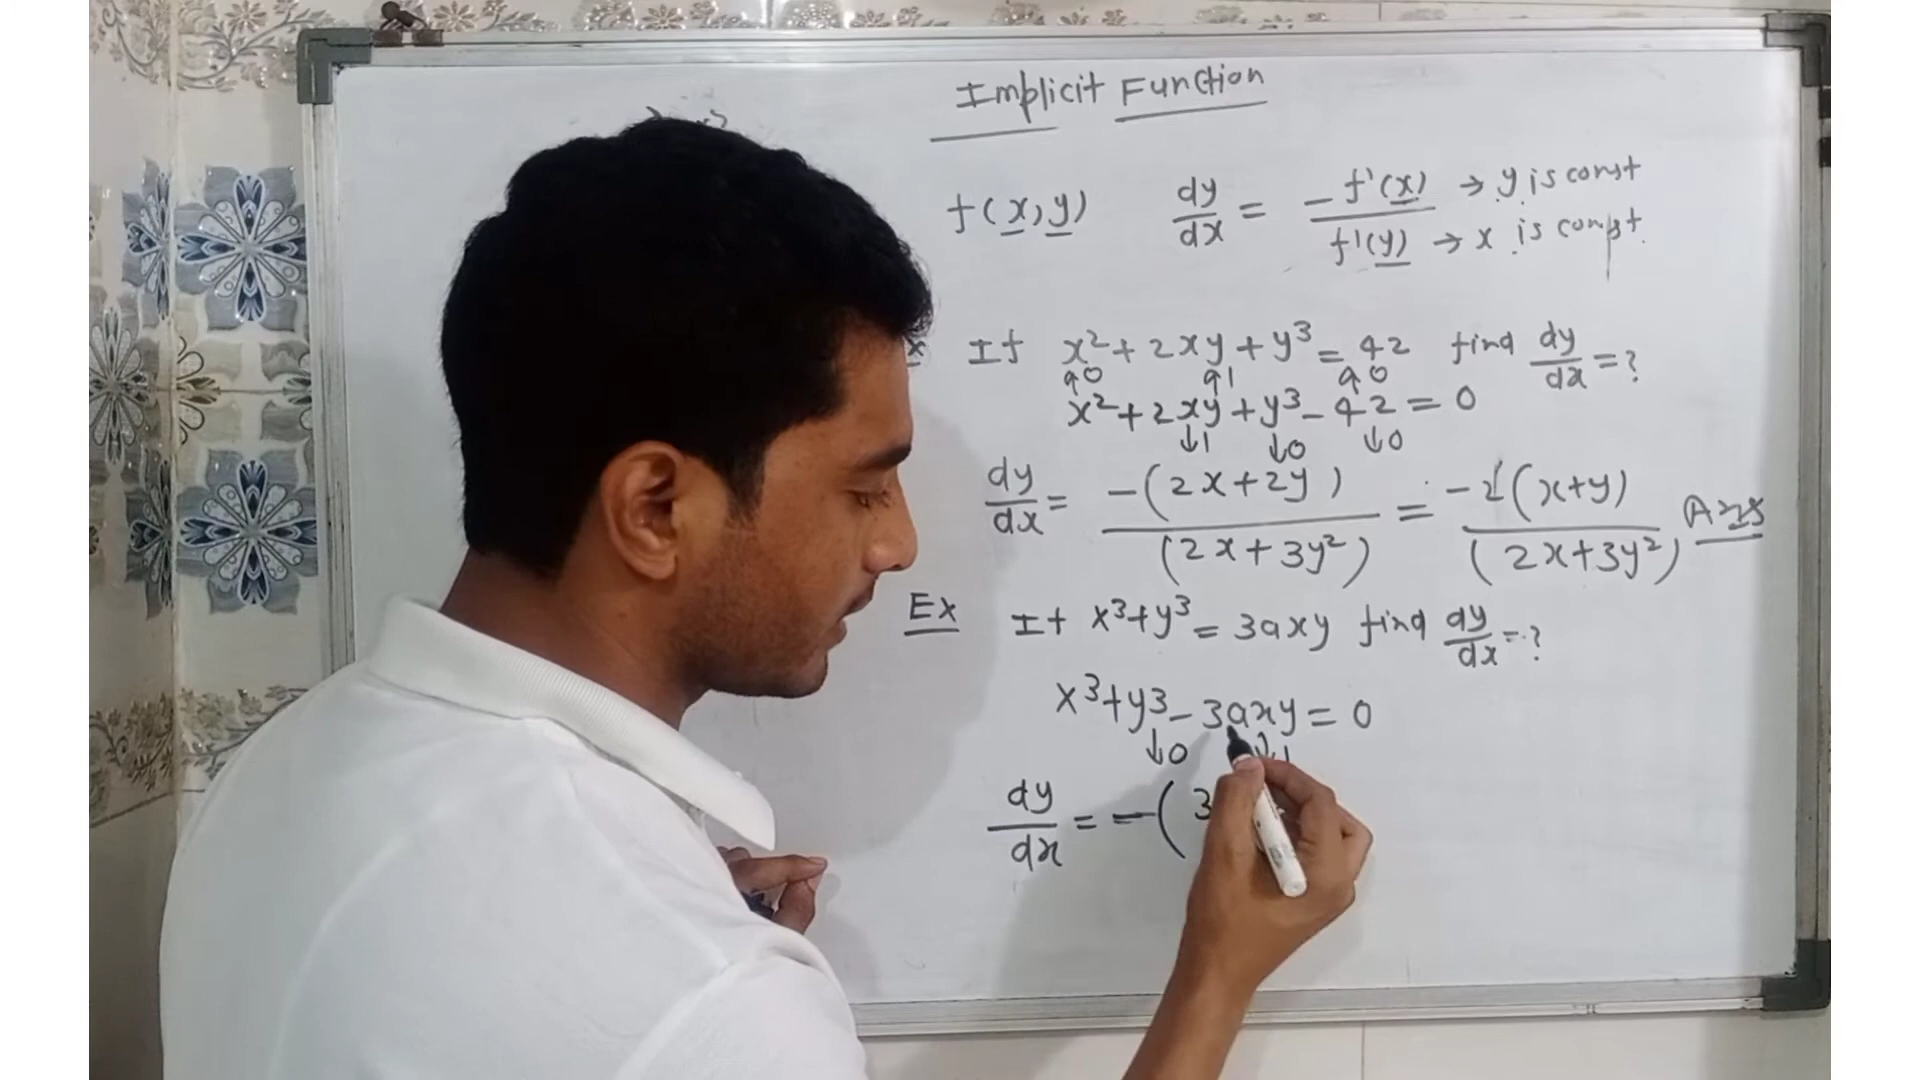 Implicit Function
f(x,y) dy/dx = -f'(x)/f'(y) → y is const
→ x is const
If x²+2xy+y³=42 find dy/dx=?
↑0 ↑1 ↑0
x²+2xy+y³-42=0
↓1 ↓0 ↓0
dy/dx = -(2x+2y)/(2x+3y²) = -2(x+y)/(2x+3y²) Ans
Ex If x³+y³=3axy find dy/dx=?
x³+y³-3axy=0
↓0 ↓1
dy/dx = -(3